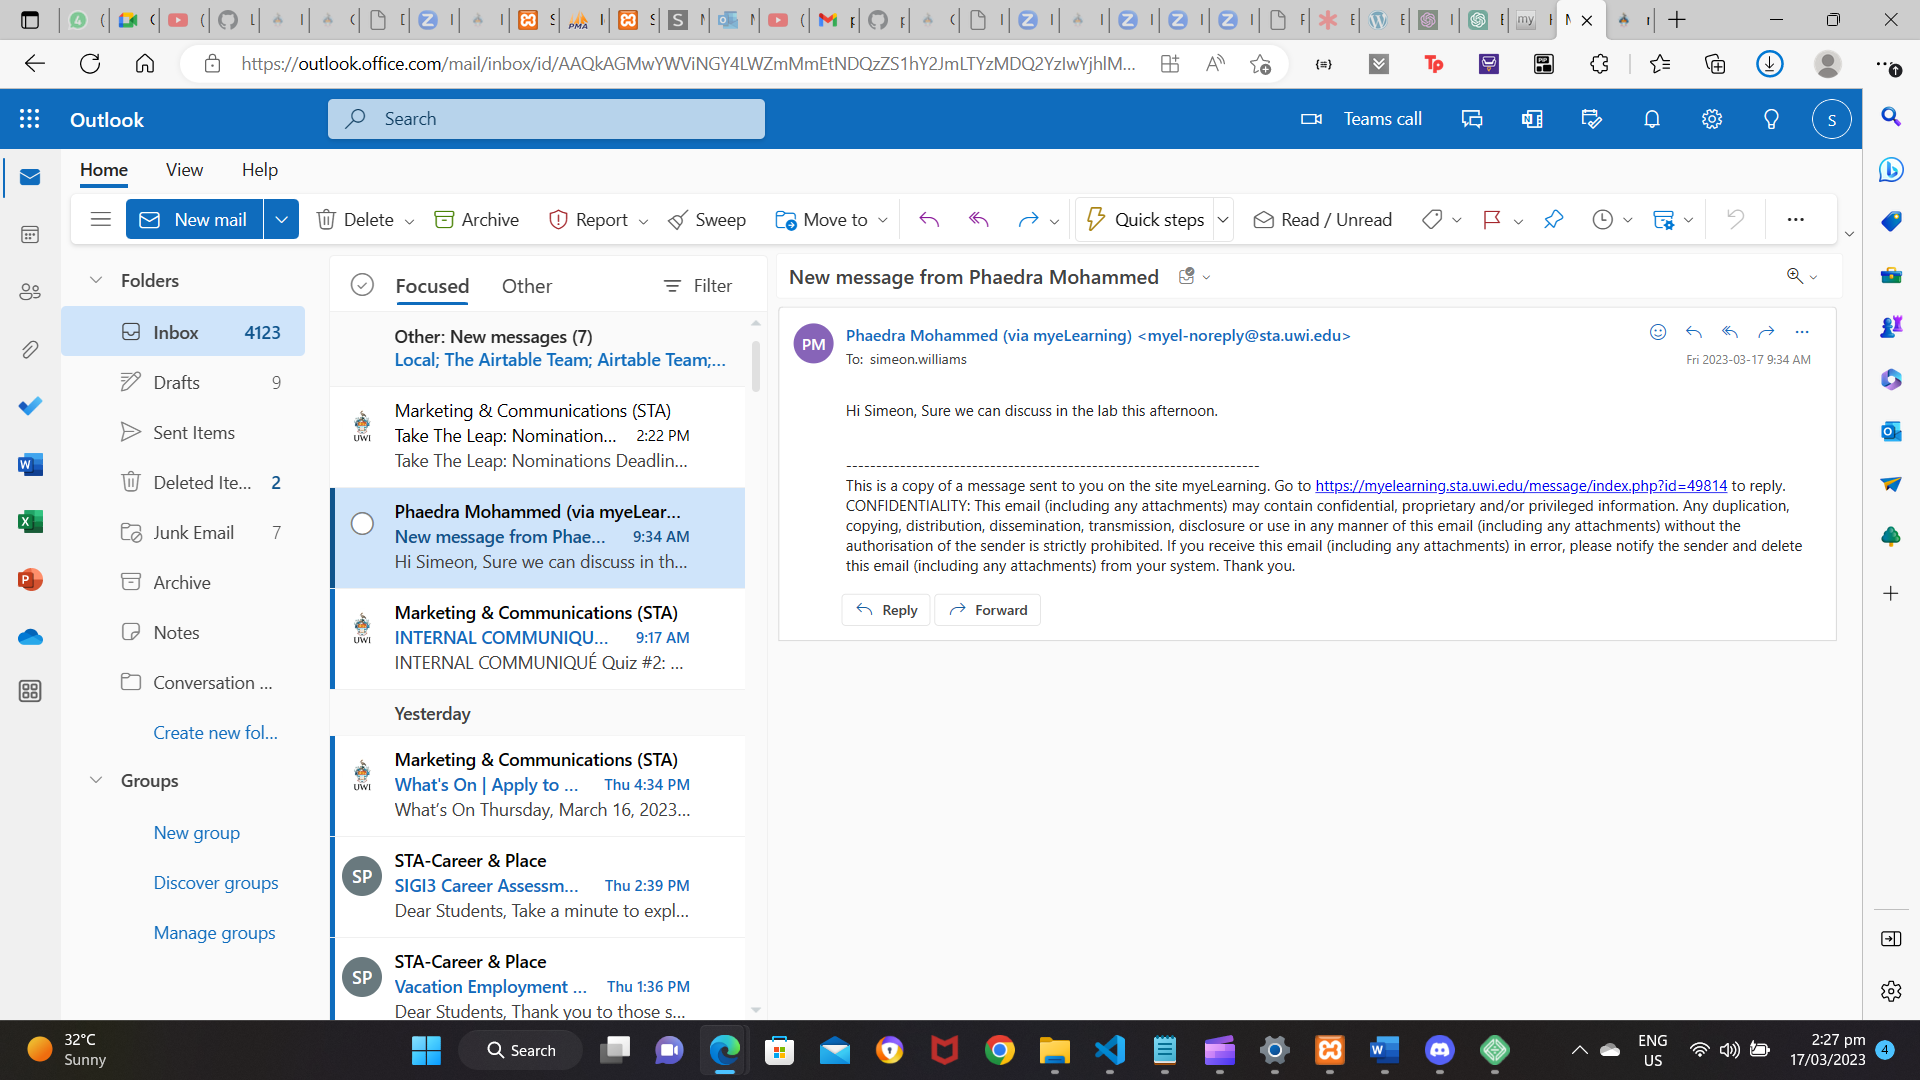 https://outlook.office.com/mail/inbox/id/AAQkAGMwYWViNGY4LWZmMmEtNDQzZS1hY2JmLTYzMDQ2YzIwYjhlM...
Outlook
Search
Teams call
S
Home
View
Help
New mail
Delete
Archive
Report
Sweep
Move to
Quick steps
Read / Unread
Folders
Inbox 4123
Drafts 9
Sent Items
Deleted Ite... 2
Junk Email 7
Archive
Notes
Conversation ...
Create new fol...
Groups
New group
Discover groups
Manage groups
Focused
Other
Filter
Other: New messages (7)
Local; The Airtable Team; Airtable Team;...
UWI
Marketing & Communications (STA)
Take The Leap: Nomination... 2:22 PM
Take The Leap: Nominations Deadlin...
Phaedra Mohammed (via myeLear...
New message from Phae... 9:34 AM
Hi Simeon, Sure we can discuss in th...
UWI
Marketing & Communications (STA)
INTERNAL COMMUNIQU... 9:17 AM
INTERNAL COMMUNIQUÉ Quiz #2: ...
Yesterday
UWI
Marketing & Communications (STA)
What's On | Apply to ... Thu 4:34 PM
What's On Thursday, March 16, 2023...
SP
STA-Career & Place
SIGI3 Career Assessm... Thu 2:39 PM
Dear Students, Take a minute to expl...
SP
STA-Career & Place
Vacation Employment ... Thu 1:36 PM
Dear Students, Thank you to those s...
New message from Phaedra Mohammed
PM
Phaedra Mohammed (via myeLearning) <myel-noreply@sta.uwi.edu>
To: simeon.williams
Fri 2023-03-17 9:34 AM
Hi Simeon, Sure we can discuss in the lab this afternoon.
---------------------------------------------------------------------
This is a copy of a message sent to you on the site myeLearning. Go to https://myelearning.sta.uwi.edu/message/index.php?id=49814 to reply.
CONFIDENTIALITY: This email (including any attachments) may contain confidential, proprietary and/or privileged information. Any duplication,
copying, distribution, dissemination, transmission, disclosure or use in any manner of this email (including any attachments) without the
authorisation of the sender is strictly prohibited. If you receive this email (including any attachments) in error, please notify the sender and delete
this email (including any attachments) from your system. Thank you.
Reply
Forward
32°C
Sunny
Search
ENG
US
2:27 pm
17/03/2023
4